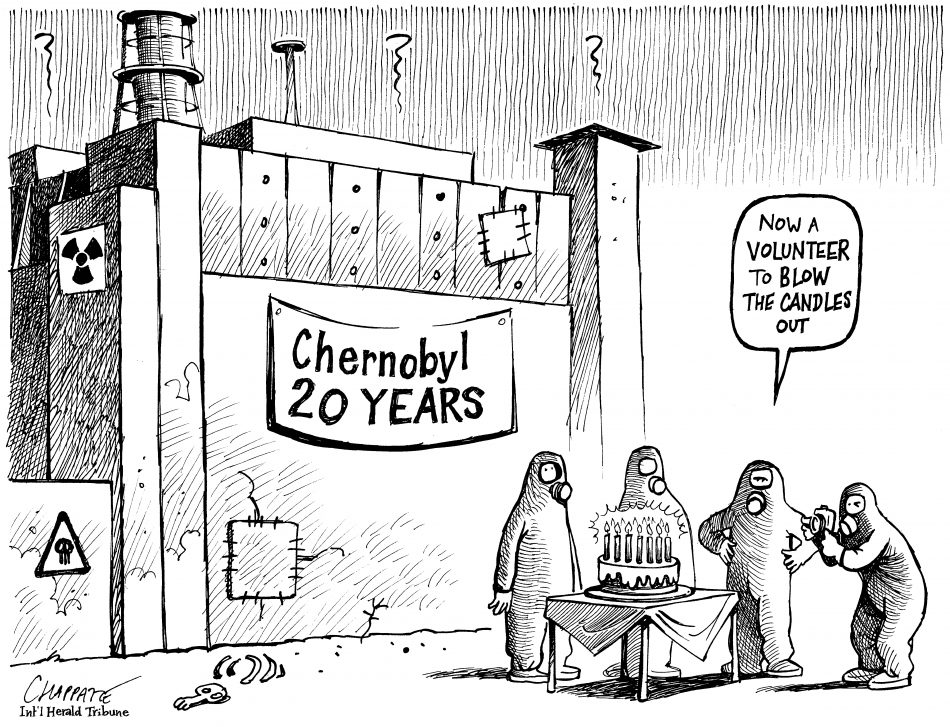 NOW A
VOLUNTEER
TO BLOW
THE CANDLES
OUT
Chernobyl
20 YEARS
CHAPPATTE
Int'l Herald Tribune